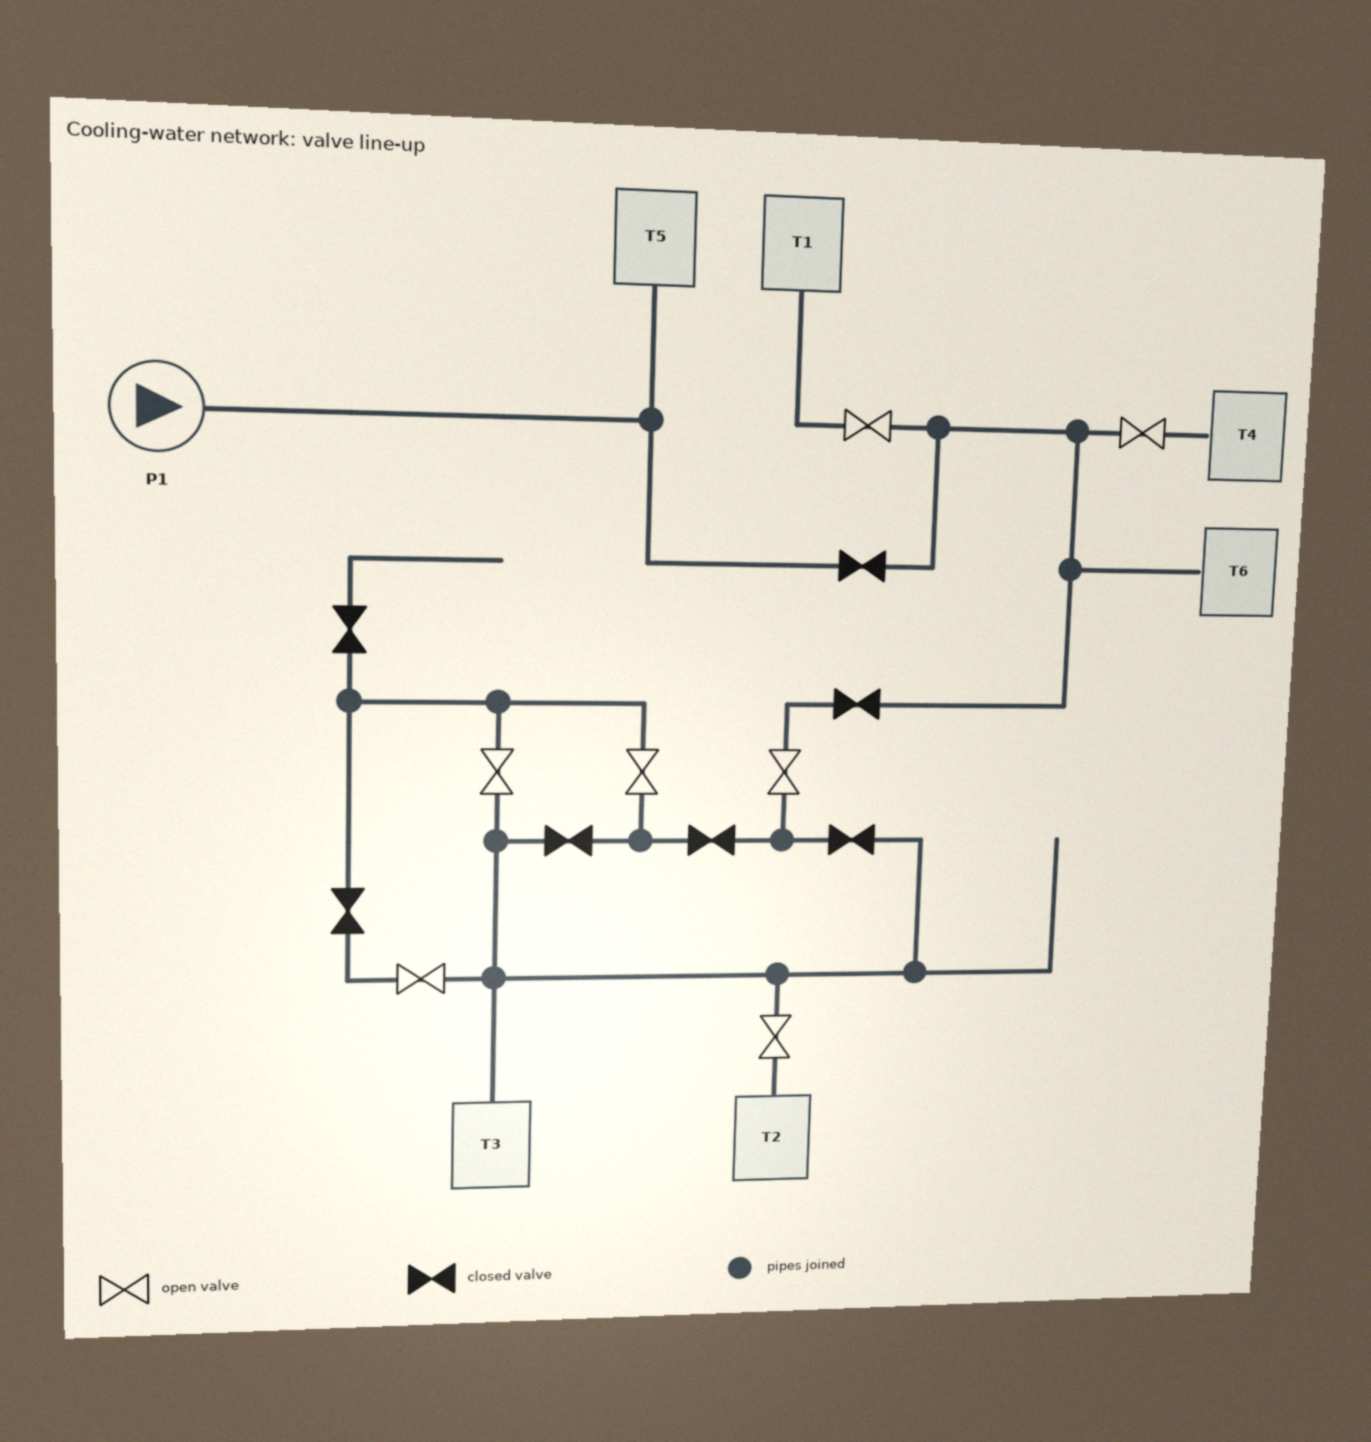 Cooling-water network: valve line-up
T5
T1
T4
P1
T6
T3
T2
open valve
closed valve
pipes joined